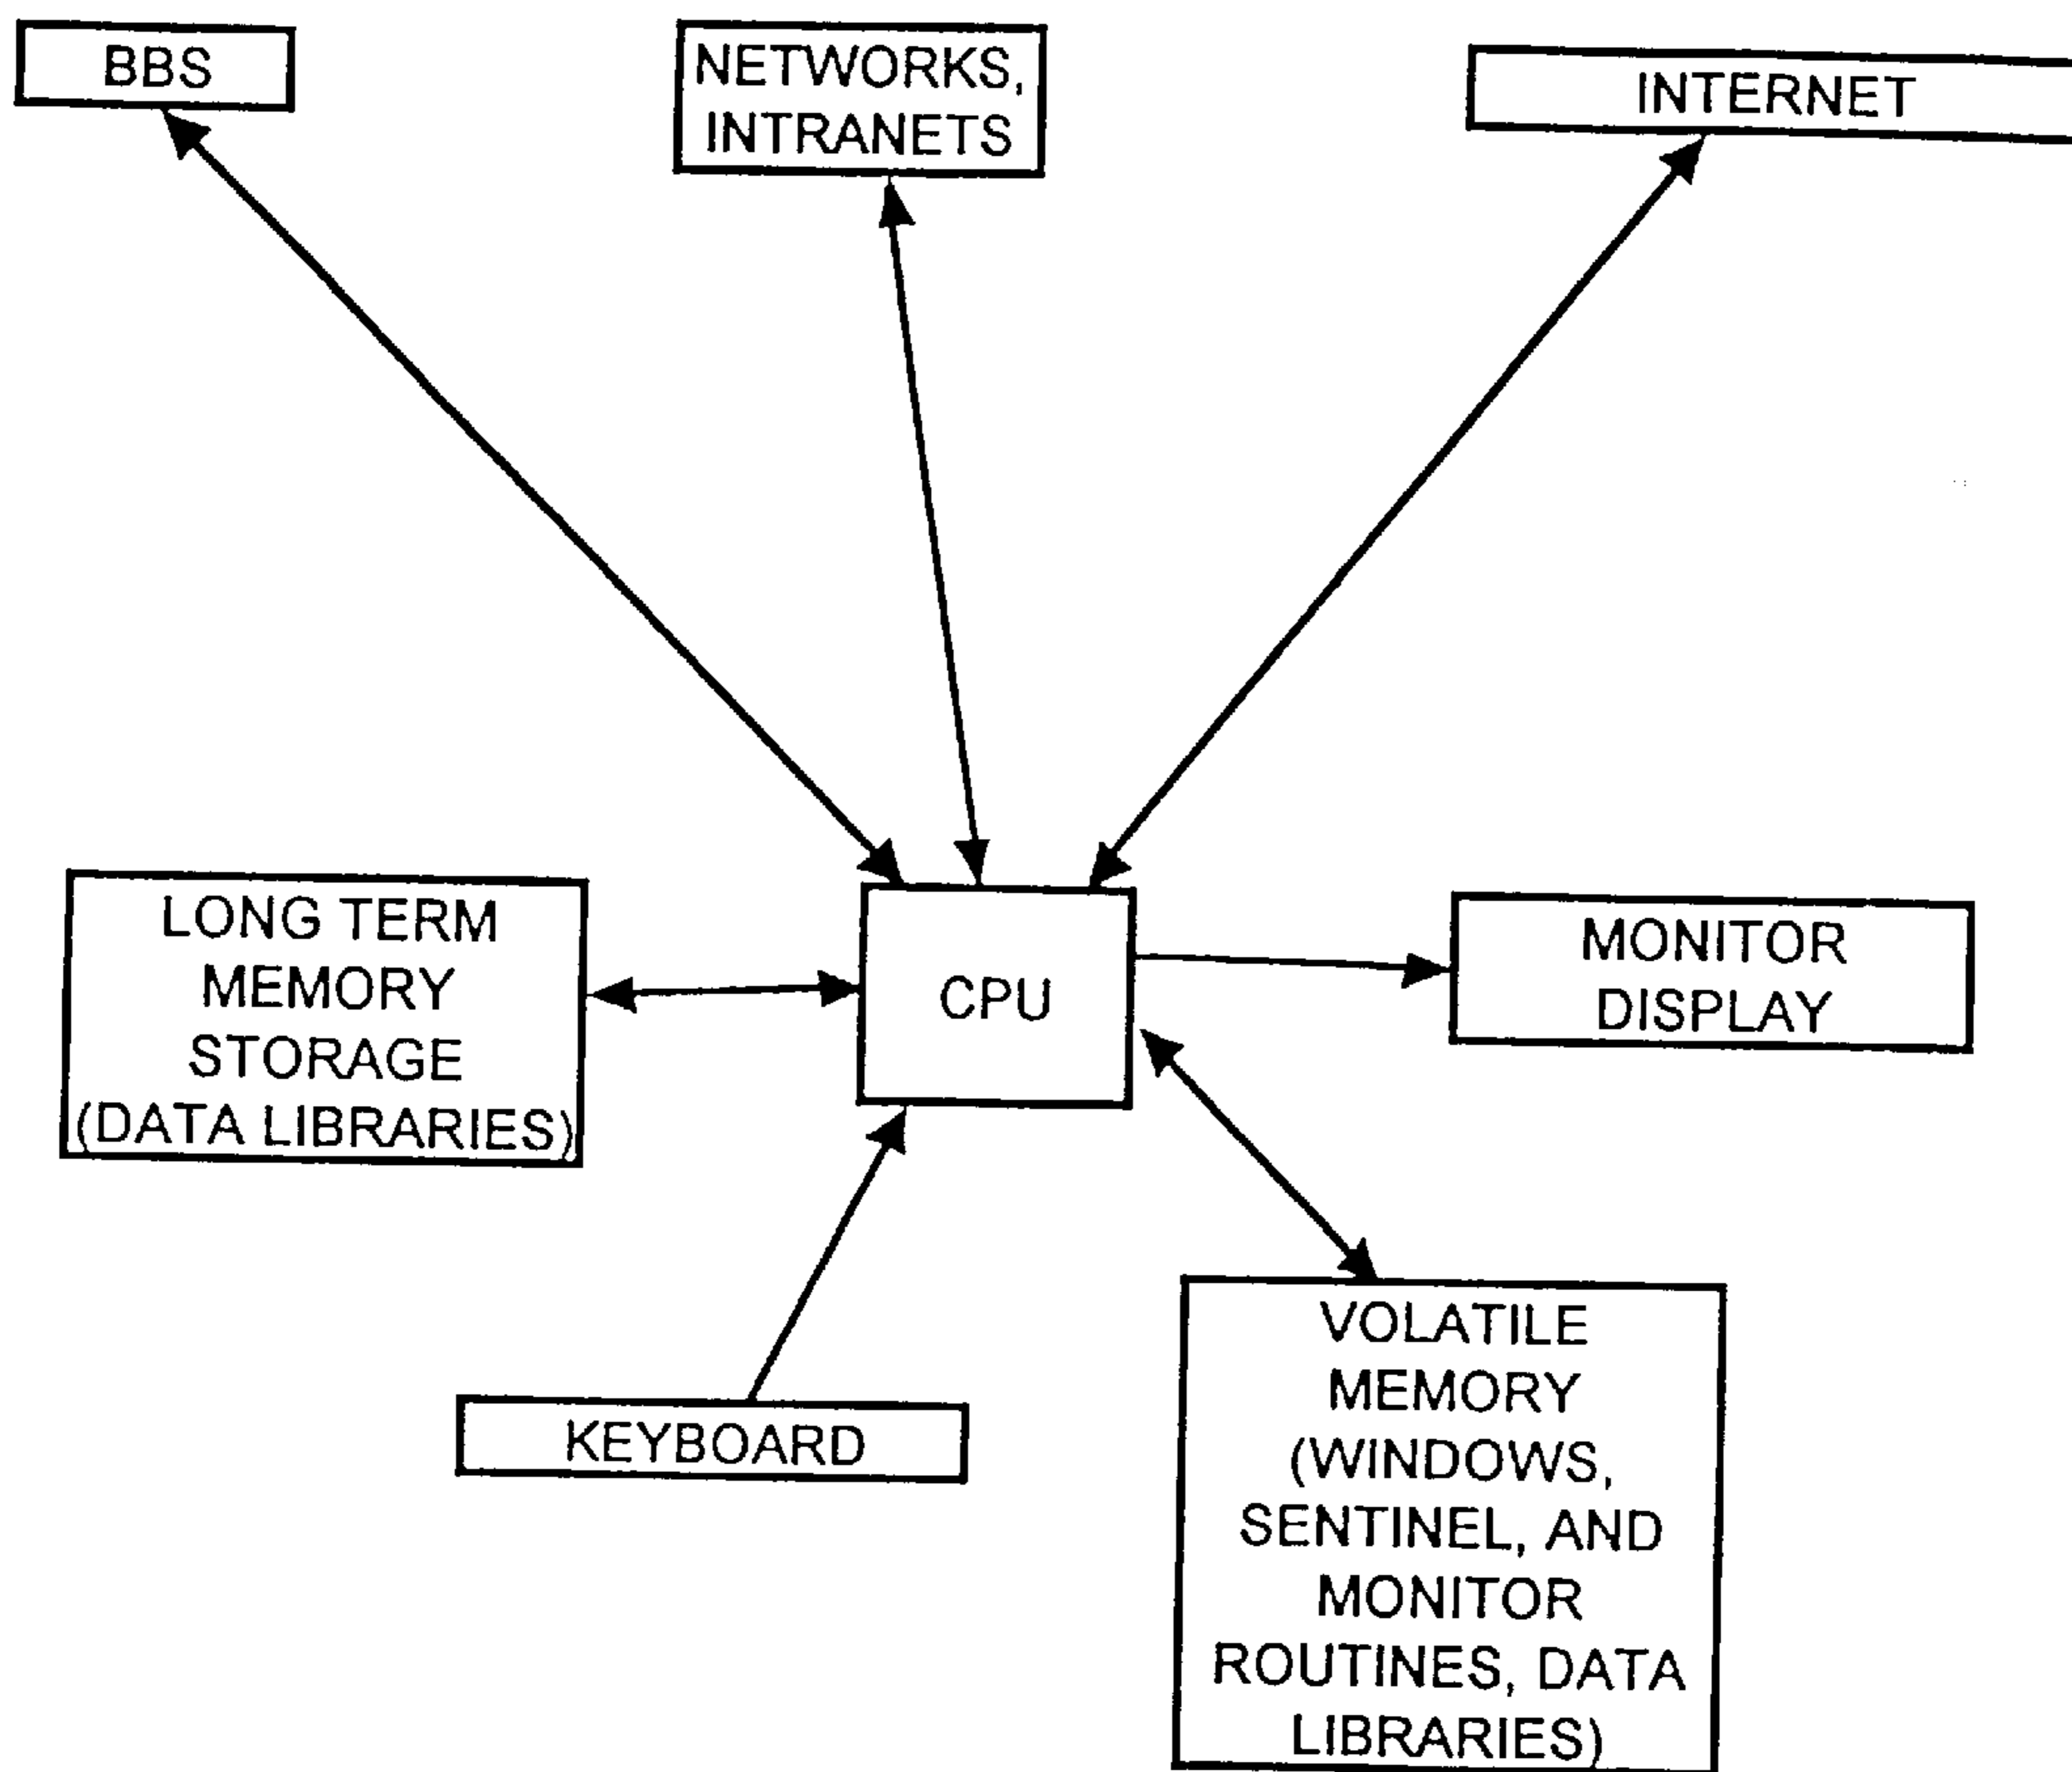 BBS
NETWORKS,
INTRANETS
INTERNET
LONG TERM
MEMORY
STORAGE
(DATA LIBRARIES)
CPU
MONITOR
DISPLAY
KEYBOARD
VOLATILE
MEMORY
(WINDOWS,
SENTINEL, AND
MONITOR
ROUTINES, DATA
LIBRARIES)